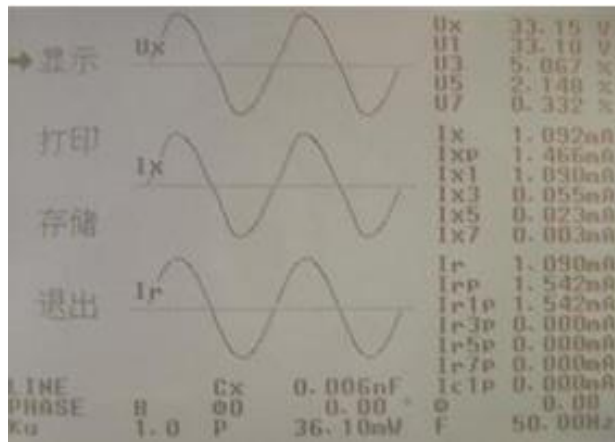 显示
打印
存储
退出
Ux
Ix
Ir
Ux 33.15 V
U1 33.10 V
U3 5.067 %
U5 2.148 %
U7 0.332 %
Ix 1.092mA
Ixp 1.466mA
Ix1 1.090mA
Ix3 0.055mA
Ix5 0.023mA
Ix7 0.003mA
Ir 1.090mA
Irp 1.542mA
Ir1p 1.542mA
Ir3p 0.000mA
Ir5p 0.000mA
Ir7p 0.000mA
Ic1p 0.000mA
LINE Cx 0.006nF
PHASE B Φ0 0.00 ° Φ 0.00
Ku 1.0 P 36.10mW F 50.00Hz